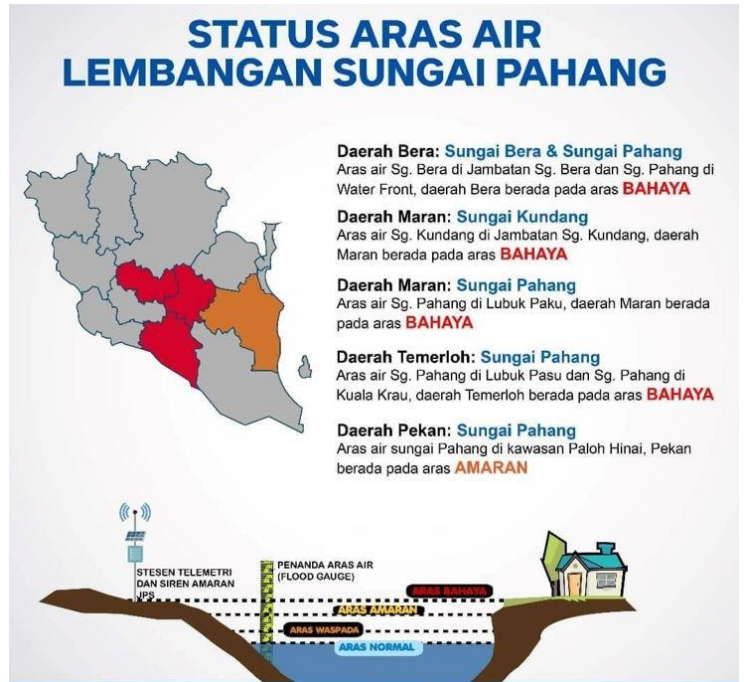 STATUS ARAS AIR
LEMBANGAN SUNGAI PAHANG
Daerah Bera: Sungai Bera & Sungai Pahang
Aras air Sg. Bera di Jambatan Sg. Bera dan Sg. Pahang di
Water Front, daerah Bera berada pada aras BAHAYA
Daerah Maran: Sungai Kundang
Aras air Sg. Kundang di Jambatan Sg. Kundang, daerah
Maran berada pada aras BAHAYA
Daerah Maran: Sungai Pahang
Aras air Sg. Pahang di Lubuk Paku, daerah Maran berada
pada aras BAHAYA
Daerah Temerloh: Sungai Pahang
Aras air Sg. Pahang di Lubuk Pasu dan Sg. Pahang di
Kuala Krau, daerah Temerloh berada pada aras BAHAYA
Daerah Pekan: Sungai Pahang
Aras air sungai Pahang di kawasan Paloh Hinai, Pekan
berada pada aras AMARAN
STESEN TELEMETRI
DAN SIREN AMARAN
JPS
PENANDA ARAS AIR
(FLOOD GAUGE)
ARAS BAHAYA
ARAS AMARAN
ARAS WASPADA
ARAS NORMAL